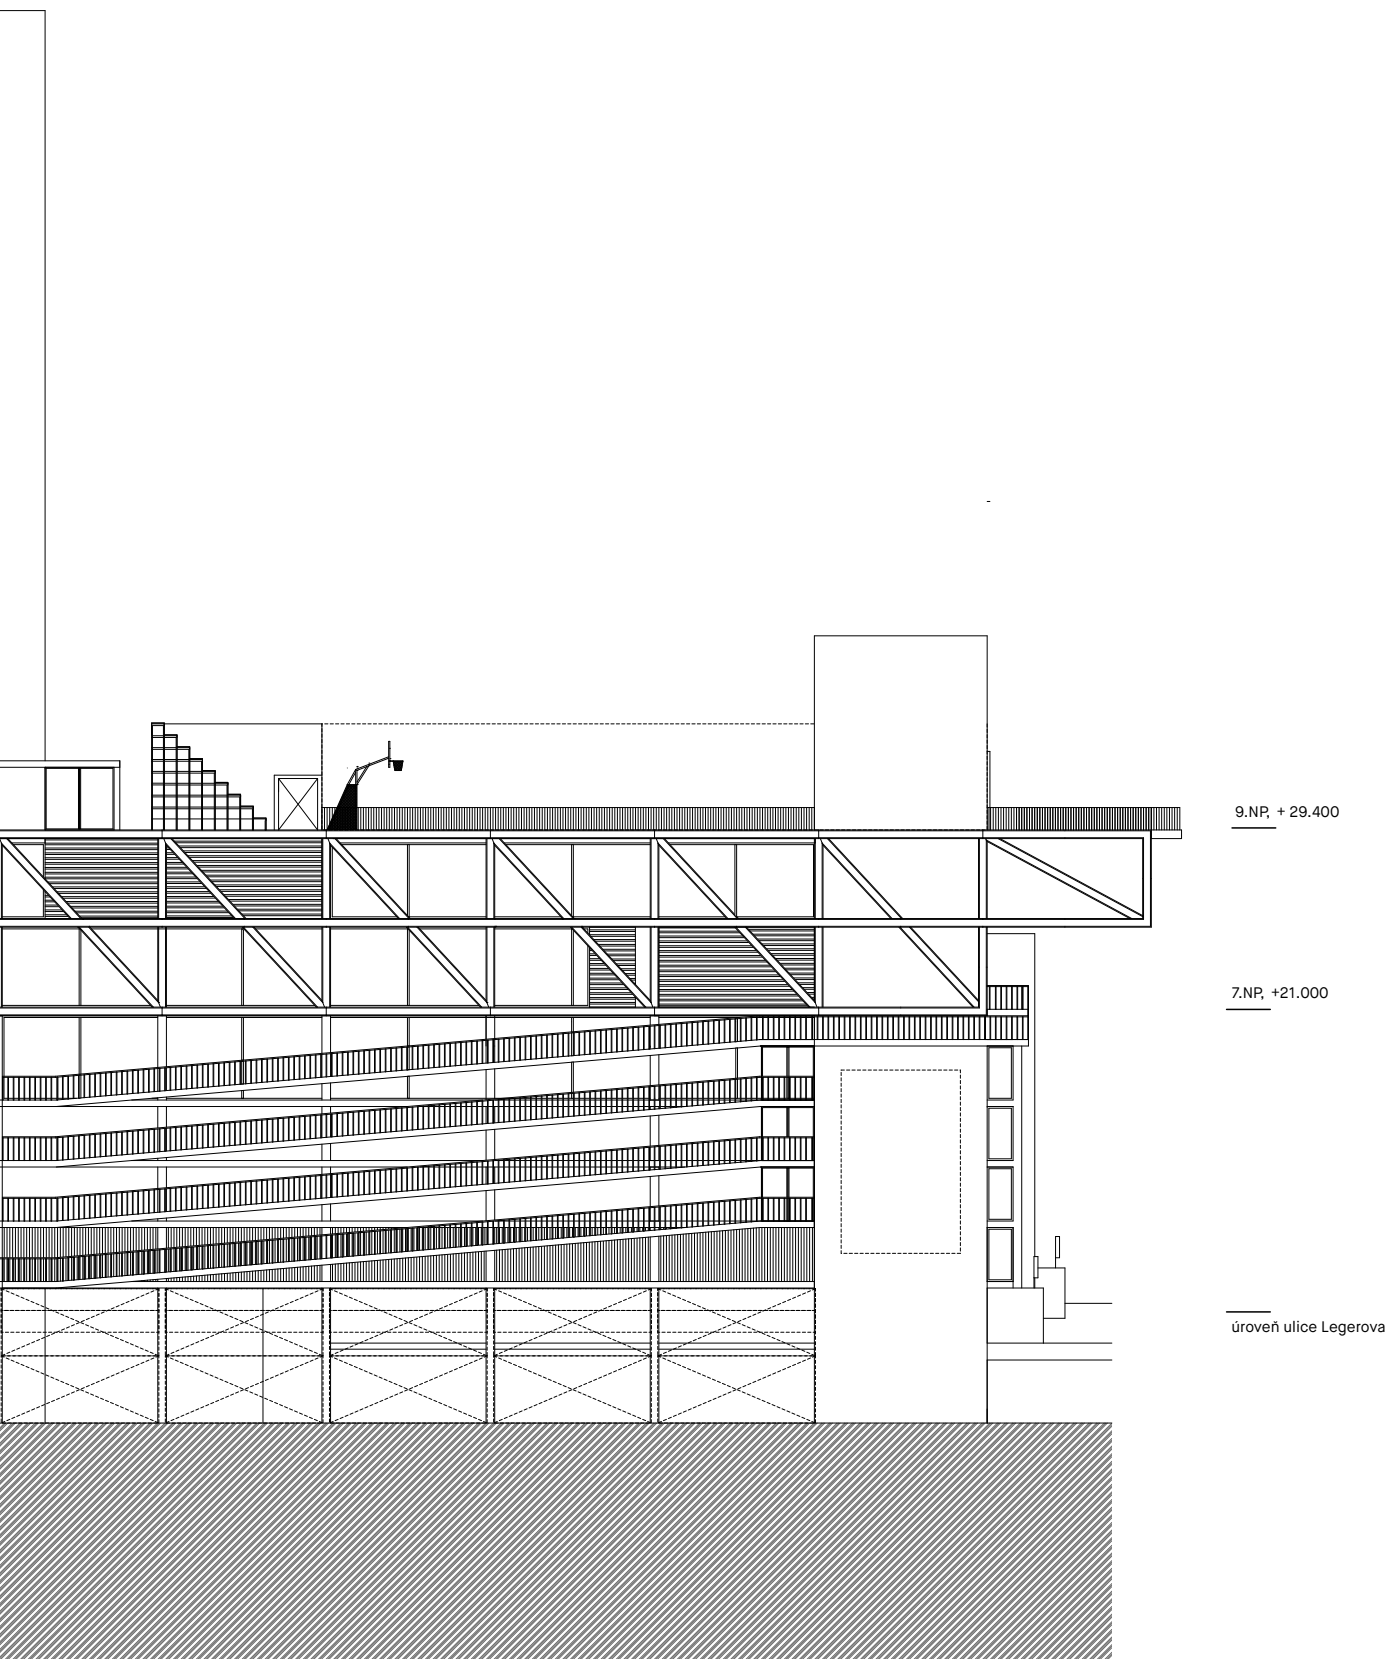 9.NP, + 29.400
7.NP, +21.000
úroveň ulice Legerova